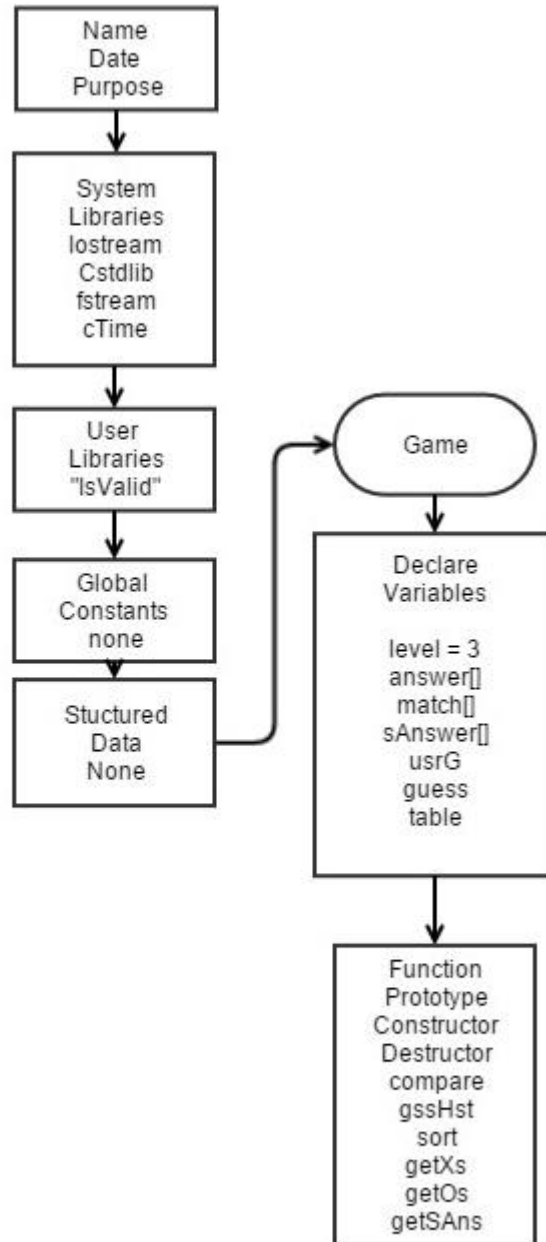 Name
Date
Purpose
System
Libraries
Iostream
Cstdlib
fstream
cTime
User
Libraries
"IsValid"
Global
Constants
none
Stuctured
Data
None
Game
Declare
Variables
level = 3
answer[]
match[]
sAnswer[]
usrG
guess
table
Function
Prototype
Constructor
Destructor
compare
gssHst
sort
getXs
getOs
getSAns